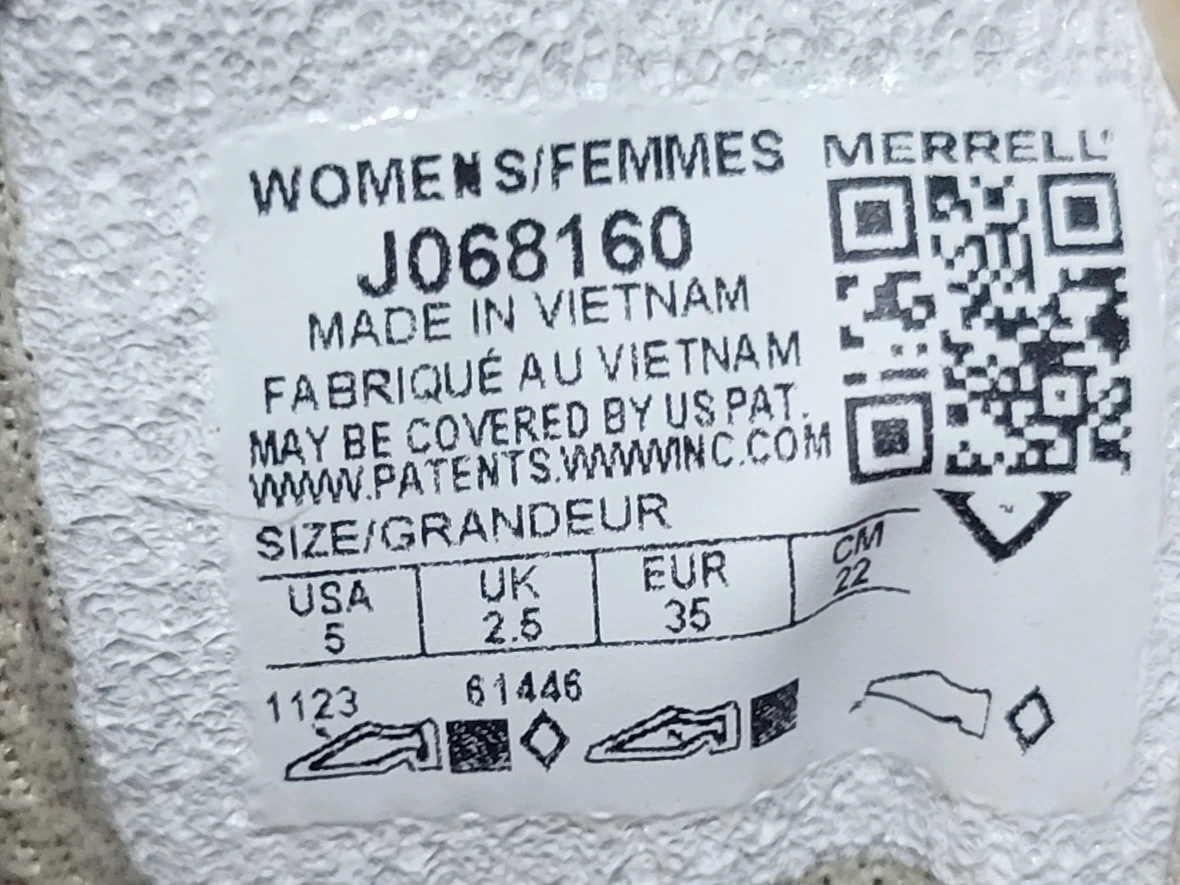 WOMENS/FEMMES
MERRELL
J068160
MADE IN VIETNAM
FABRIQUÉ AU VIETNAM
MAY BE COVERED BY US PAT.
WWW.PATENTS.WWWINC.COM
SIZE/GRANDEUR
USA UK EUR CM
5 2.5 35 22
1123 61446